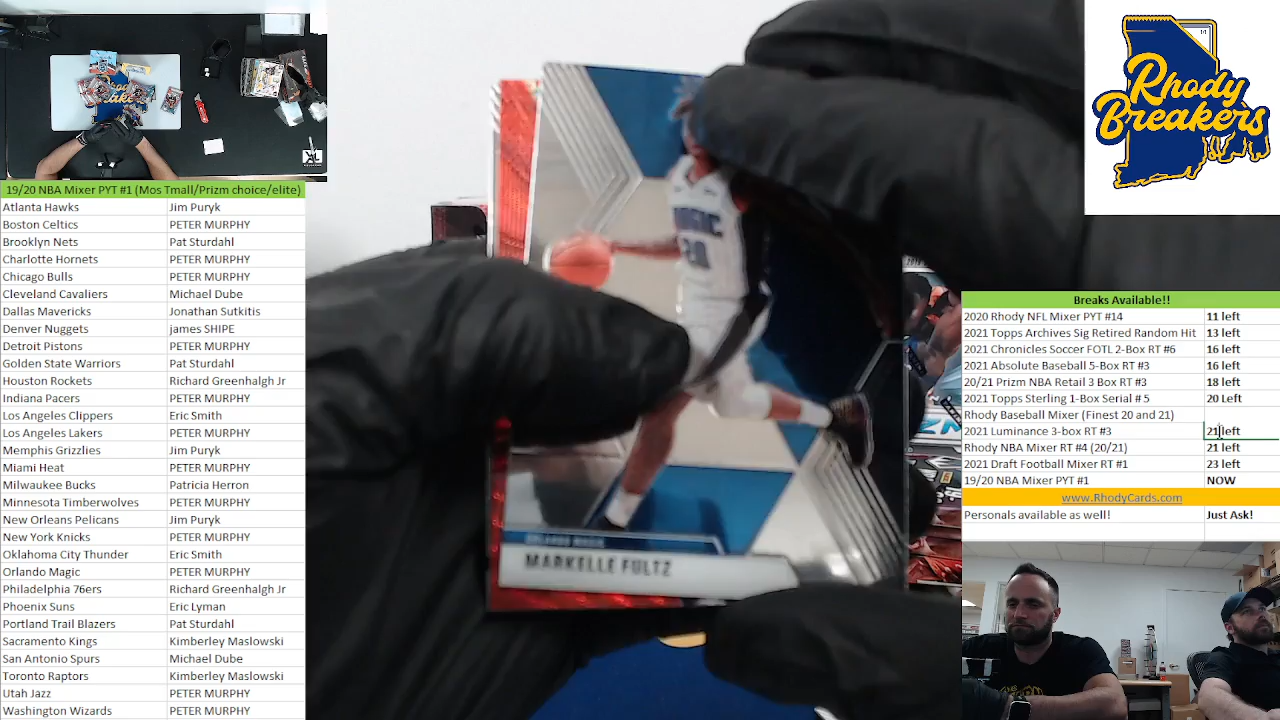 19/20 NBA Mixer PYT #1 (Mos Tmall/Prizm choice/elite)
Atlanta Hawks Jim Puryk
Boston Celtics PETER MURPHY
Brooklyn Nets Pat Sturdahl
Charlotte Hornets PETER MURPHY
Chicago Bulls PETER MURPHY
Cleveland Cavaliers Michael Dube
Dallas Mavericks Jonathan Sutkitis
Denver Nuggets james SHIPE
Detroit Pistons PETER MURPHY
Golden State Warriors Pat Sturdahl
Houston Rockets Richard Greenhalgh Jr
Indiana Pacers PETER MURPHY
Los Angeles Clippers Eric Smith
Los Angeles Lakers PETER MURPHY
Memphis Grizzlies Jim Puryk
Miami Heat PETER MURPHY
Milwaukee Bucks Patricia Herron
Minnesota Timberwolves PETER MURPHY
New Orleans Pelicans Jim Puryk
New York Knicks PETER MURPHY
Oklahoma City Thunder Eric Smith
Orlando Magic PETER MURPHY
Philadelphia 76ers Richard Greenhalgh Jr
Phoenix Suns Eric Lyman
Portland Trail Blazers Pat Sturdahl
Sacramento Kings Kimberley Maslowski
San Antonio Spurs Michael Dube
Toronto Raptors Kimberley Maslowski
Utah Jazz PETER MURPHY
Washington Wizards PETER MURPHY
ORLANDO MAGIC
MARKELLE FULTZ
Rhody
Breakers
Breaks Available!!
2020 Rhody NFL Mixer PYT #14 11 left
2021 Topps Archives Sig Retired Random Hit 13 left
2021 Chronicles Soccer FOTL 2-Box RT #6 16 left
2021 Absolute Baseball 5-Box RT #3 16 left
20/21 Prizm NBA Retail 3 Box RT #3 18 left
2021 Topps Sterling 1-Box Serial # 5 20 Left
Rhody Baseball Mixer (Finest 20 and 21)
2021 Luminance 3-box RT #3 21 left
Rhody NBA Mixer RT #4 (20/21) 21 left
2021 Draft Football Mixer RT #1 23 left
19/20 NBA Mixer PYT #1 NOW
www.RhodyCards.com
Personals available as well! Just Ask!